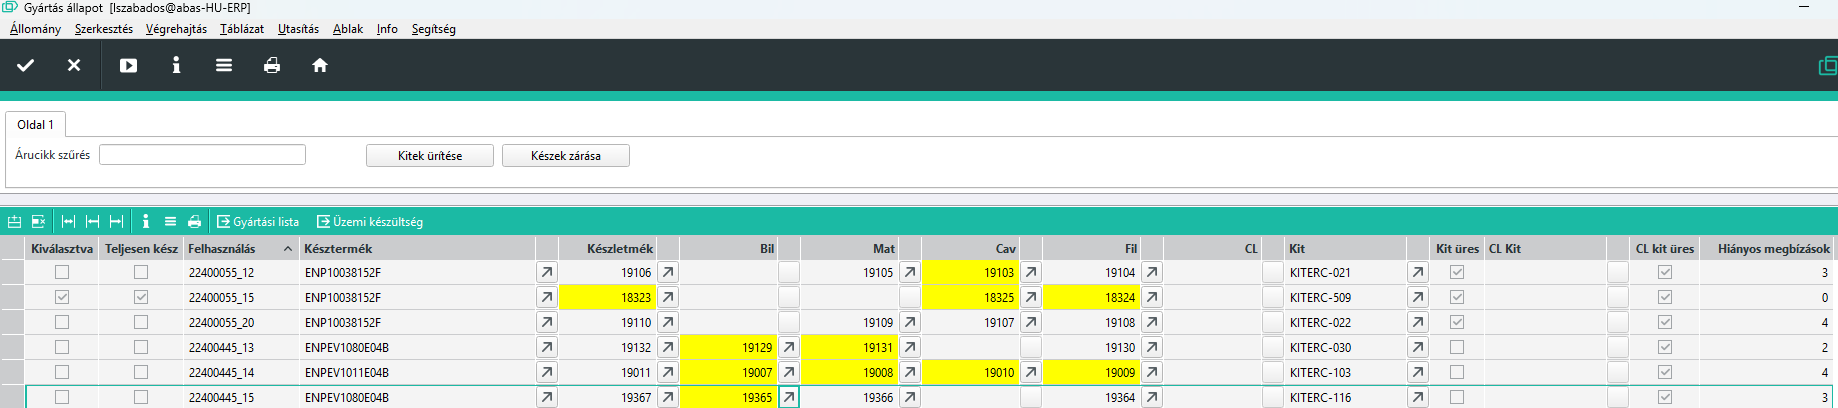 Gyártás állapot [lszabados@abas-HU-ERP]
Állomány Szerkesztés Végrehajtás Táblázat Utasítás Ablak Info Segítség
Oldal 1
Árucikk szűrés Kitek ürítése Készek zárása
Gyártási lista Üzemi készültség
Kiválasztva Teljesen kész Felhasználás Késztermék Készletmék Bil Mat Cav Fil CL Kit Kit üres CL Kit CL kit üres Hiányos megbízások
22400055_12 ENP10038152F 19106 19105 19103 19104 KITERC-021 3
22400055_15 ENP10038152F 18323 18325 18324 KITERC-509 0
22400055_20 ENP10038152F 19110 19109 19107 19108 KITERC-022 4
22400445_13 ENPEV1080E04B 19132 19129 19131 19130 KITERC-030 2
22400445_14 ENPEV1011E04B 19011 19007 19008 19010 19009 KITERC-103 4
22400445_15 ENPEV1080E04B 19367 19365 19366 19364 KITERC-116 3